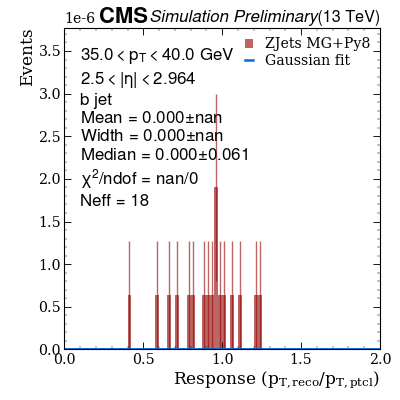 1e-6 CMS Simulation Preliminary (13 TeV)
Events
35.0 < p_T < 40.0 GeV
2.5 < |η| < 2.964
b jet
Mean = 0.000±nan
Width = 0.000±nan
Median = 0.000±0.061
χ²/ndof = nan/0
Neff = 18
ZJets MG+Py8
Gaussian fit
3.5
3.0
2.5
2.0
1.5
1.0
0.5
0.0
0.0 0.5 1.0 1.5 2.0
Response (p_T,reco/p_T,ptcl)